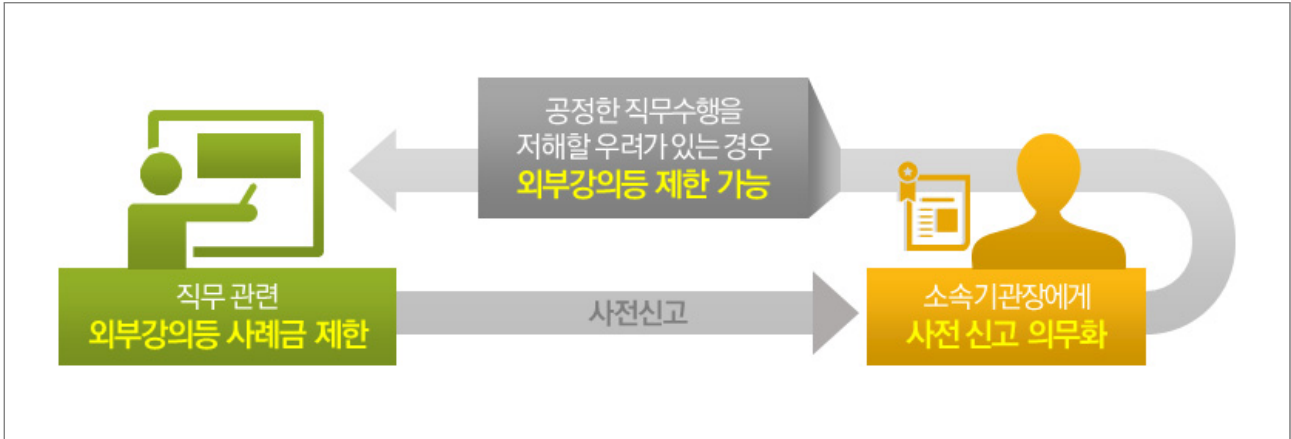 공정한 직무수행을
저해할 우려가 있는 경우
외부강의등 제한 가능
직무 관련
외부강의등 사례금 제한
사전신고
소속기관장에게
사전 신고 의무화